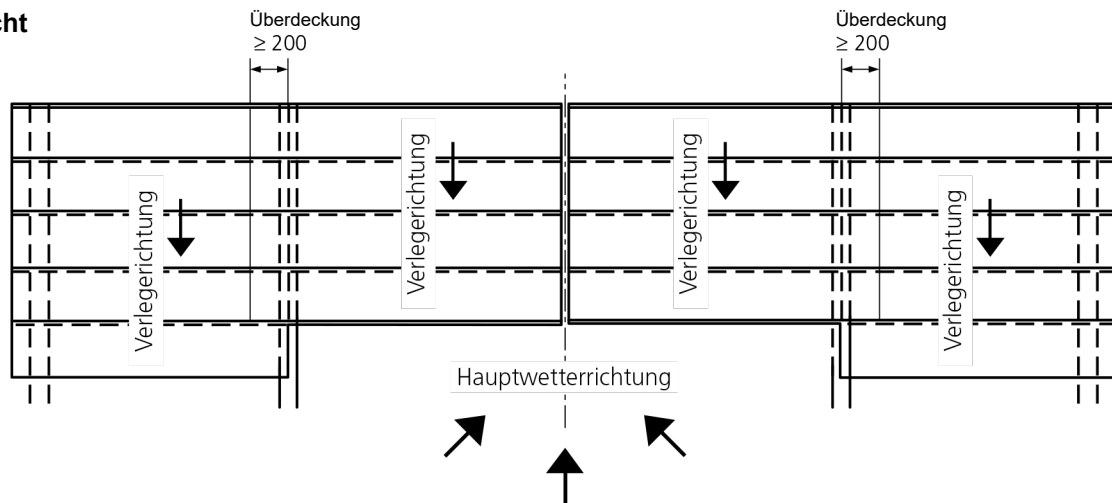 cht
Überdeckung
≥ 200
Überdeckung
≥ 200
Verlegerichtung
Verlegerichtung
Verlegerichtung
Verlegerichtung
Hauptwetterrichtung